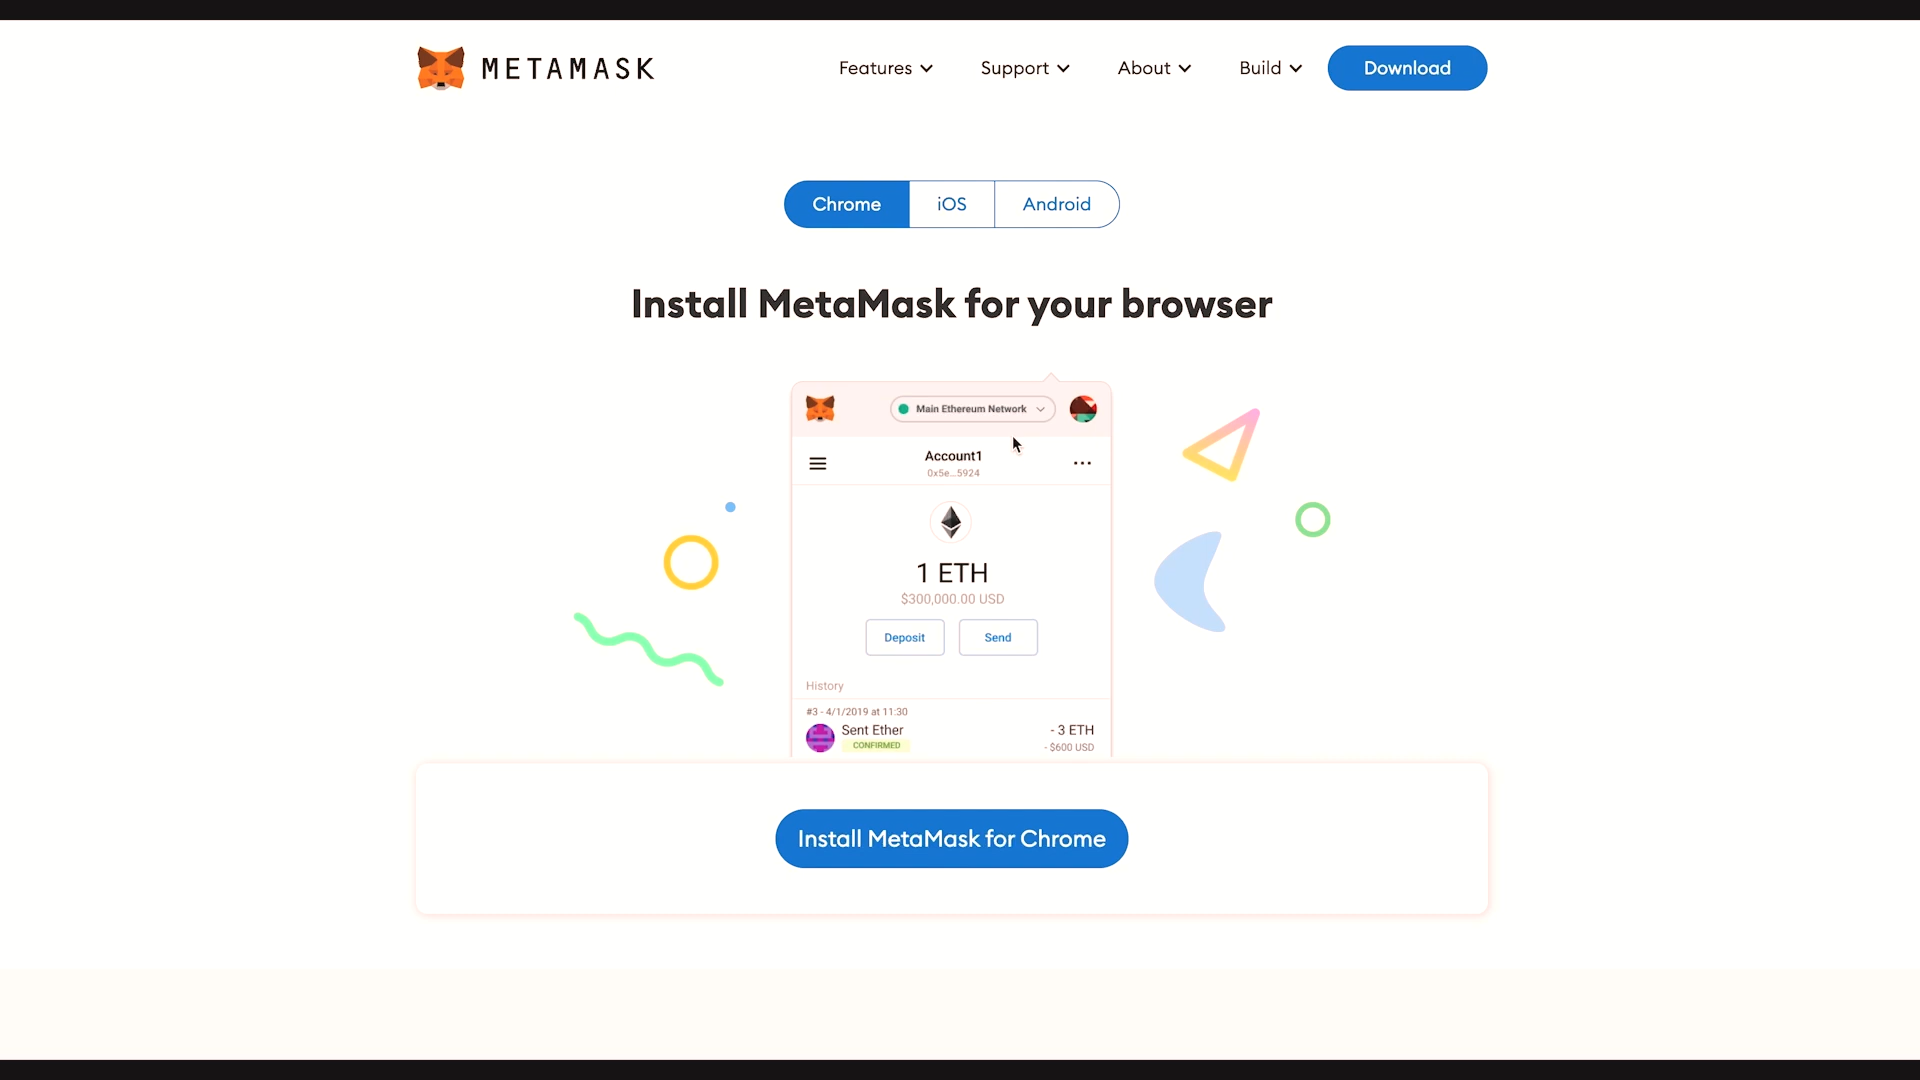 METAMASK
Features
Support
About
Build
Download
Chrome
iOS
Android
Install MetaMask for your browser
Main Ethereum Network
Account1
0x5e...5924
1 ETH
$300,000.00 USD
Deposit
Send
History
#3 - 4/1/2019 at 11:30
Sent Ether
- 3 ETH
CONFIRMED
- $600 USD
Install MetaMask for Chrome